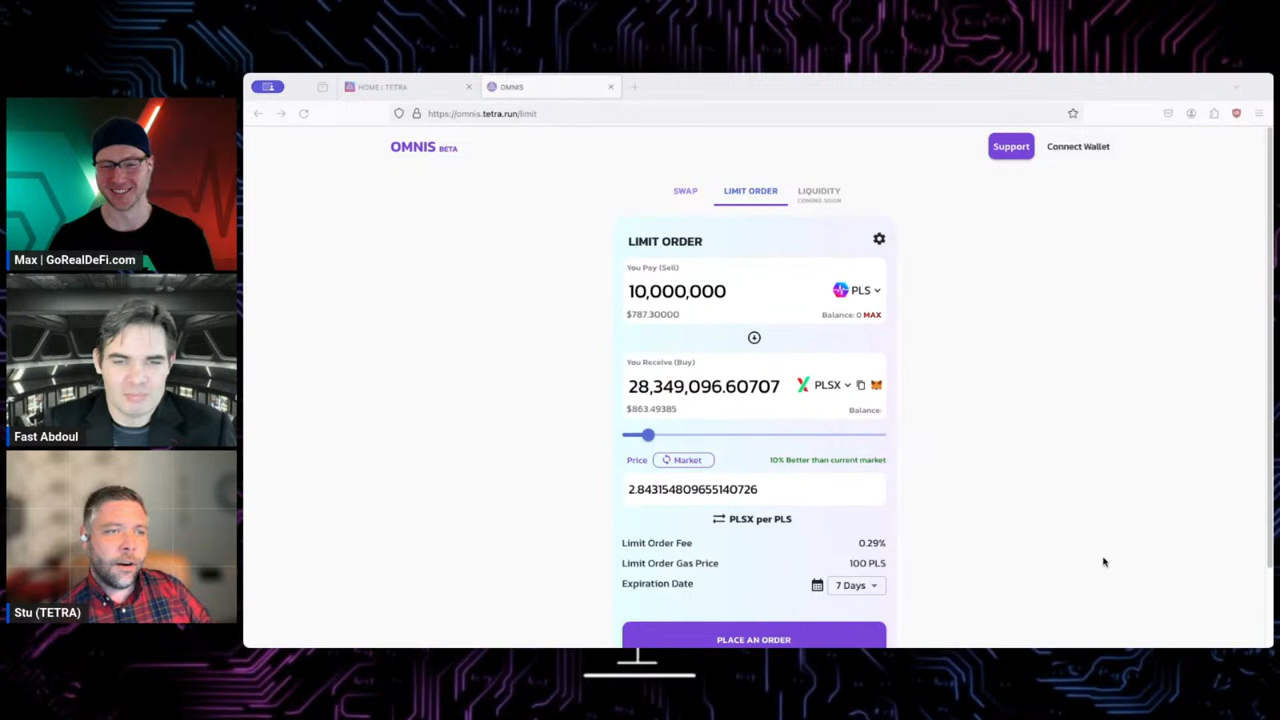 HOME | TETRA
OMNIS
https://omnis.tetra.run/limit
OMNIS BETA
Support
Connect Wallet
SWAP
LIMIT ORDER
LIQUIDITY
COMING SOON
LIMIT ORDER
You Pay (Sell)
10,000,000
PLS
$787.30000
Balance: 0 MAX
You Receive (Buy)
28,349,096.60707
PLSX
$863.49385
Balance:
Price
Market
10% Better than current market
2.843154809655140726
PLSX per PLS
Limit Order Fee
0.29%
Limit Order Gas Price
100 PLS
Expiration Date
7 Days
PLACE AN ORDER
Max | GoRealDeFi.com
Fast Abdoul
Stu (TETRA)